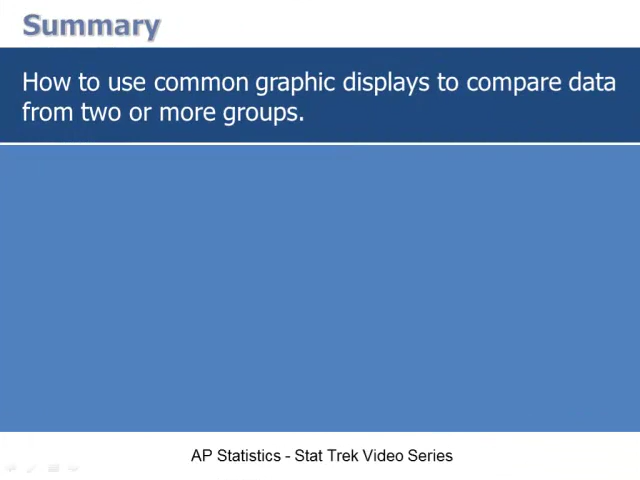 Summary
How to use common graphic displays to compare data
from two or more groups.
AP Statistics - Stat Trek Video Series